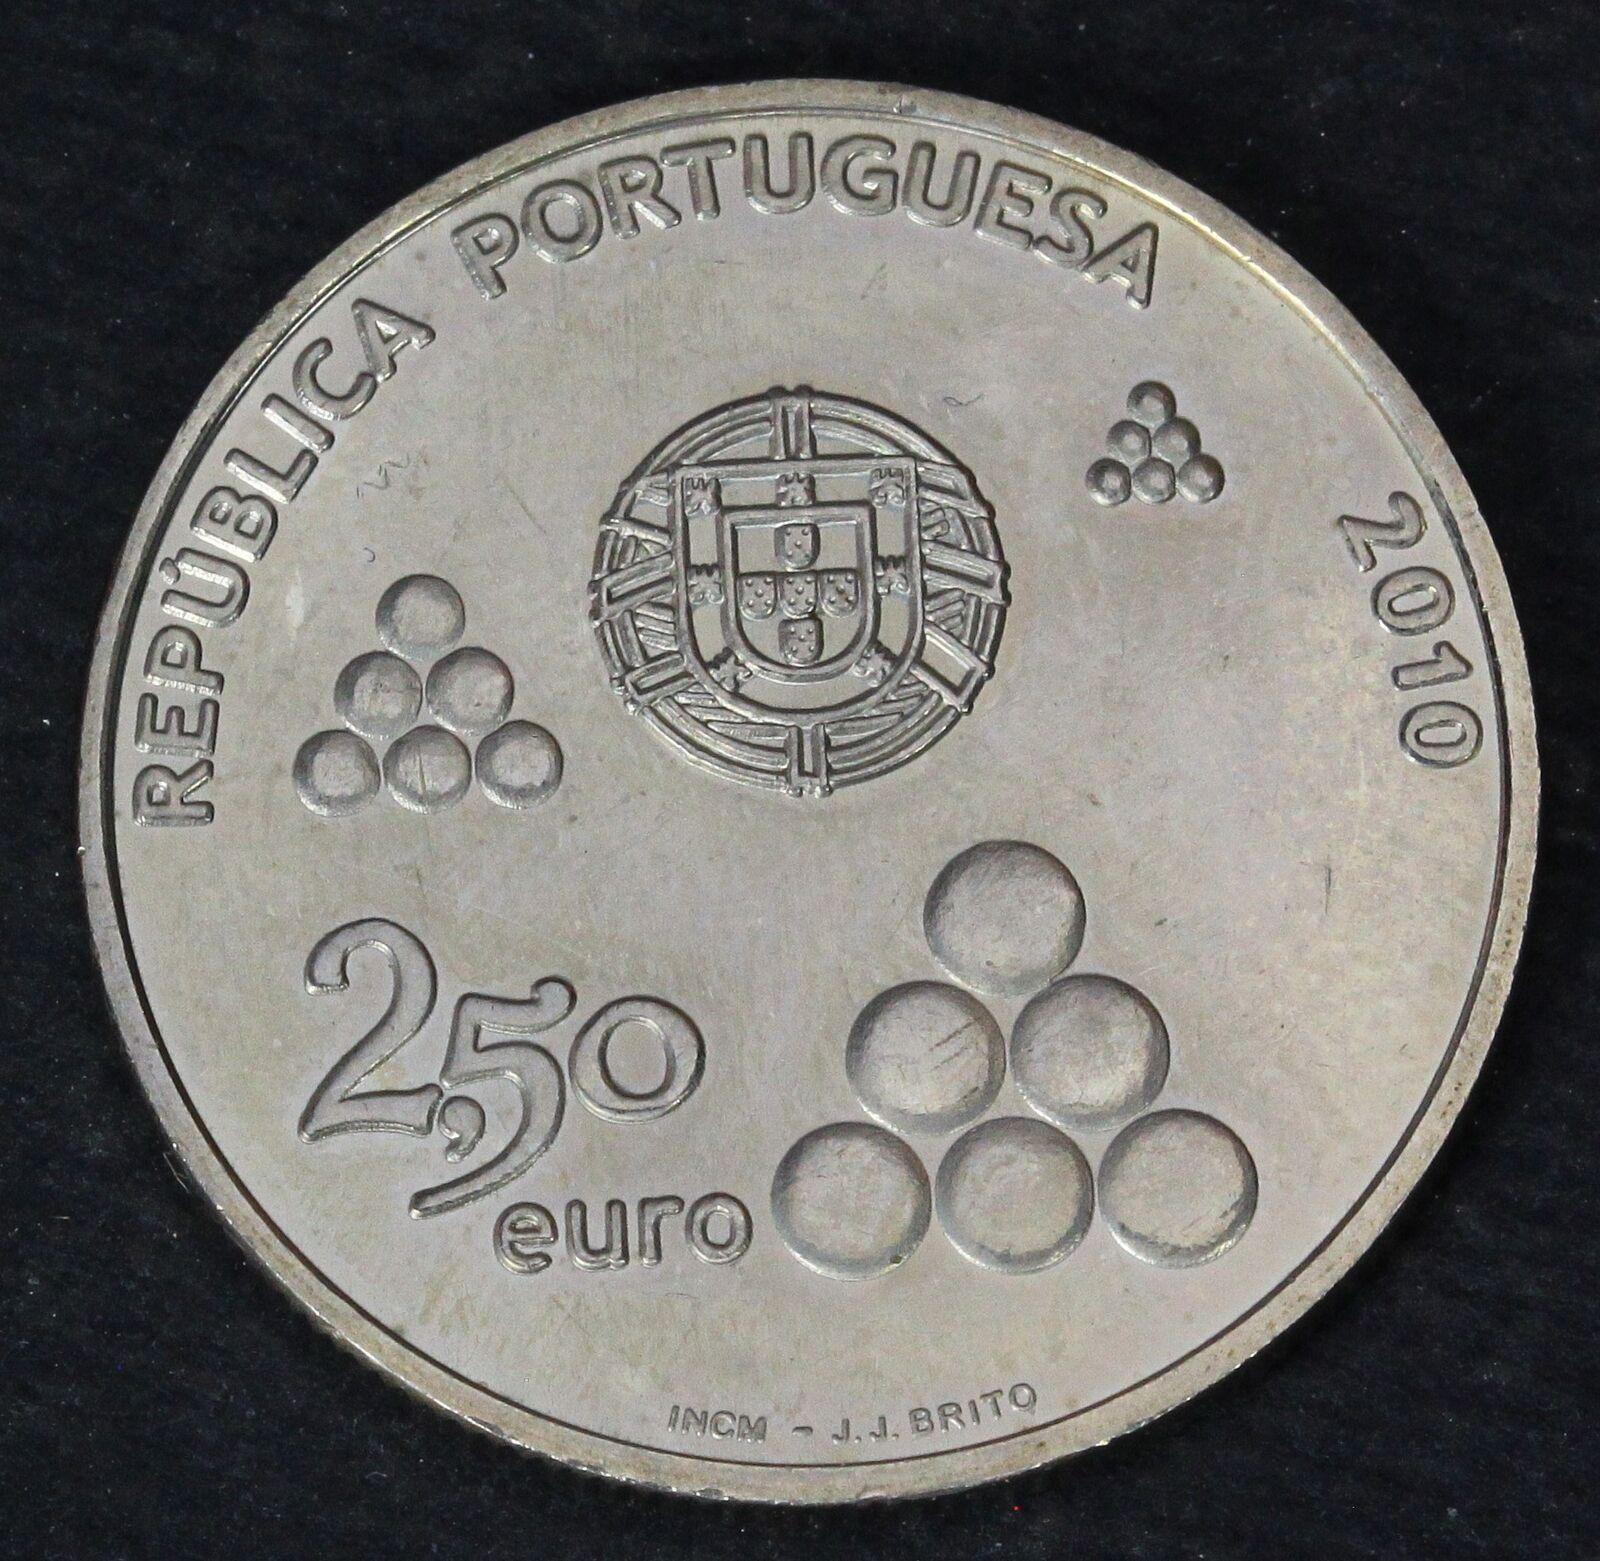 REPÚBLICA PORTUGUESA
2010
2,50
euro
INCM - J.J. BRITO